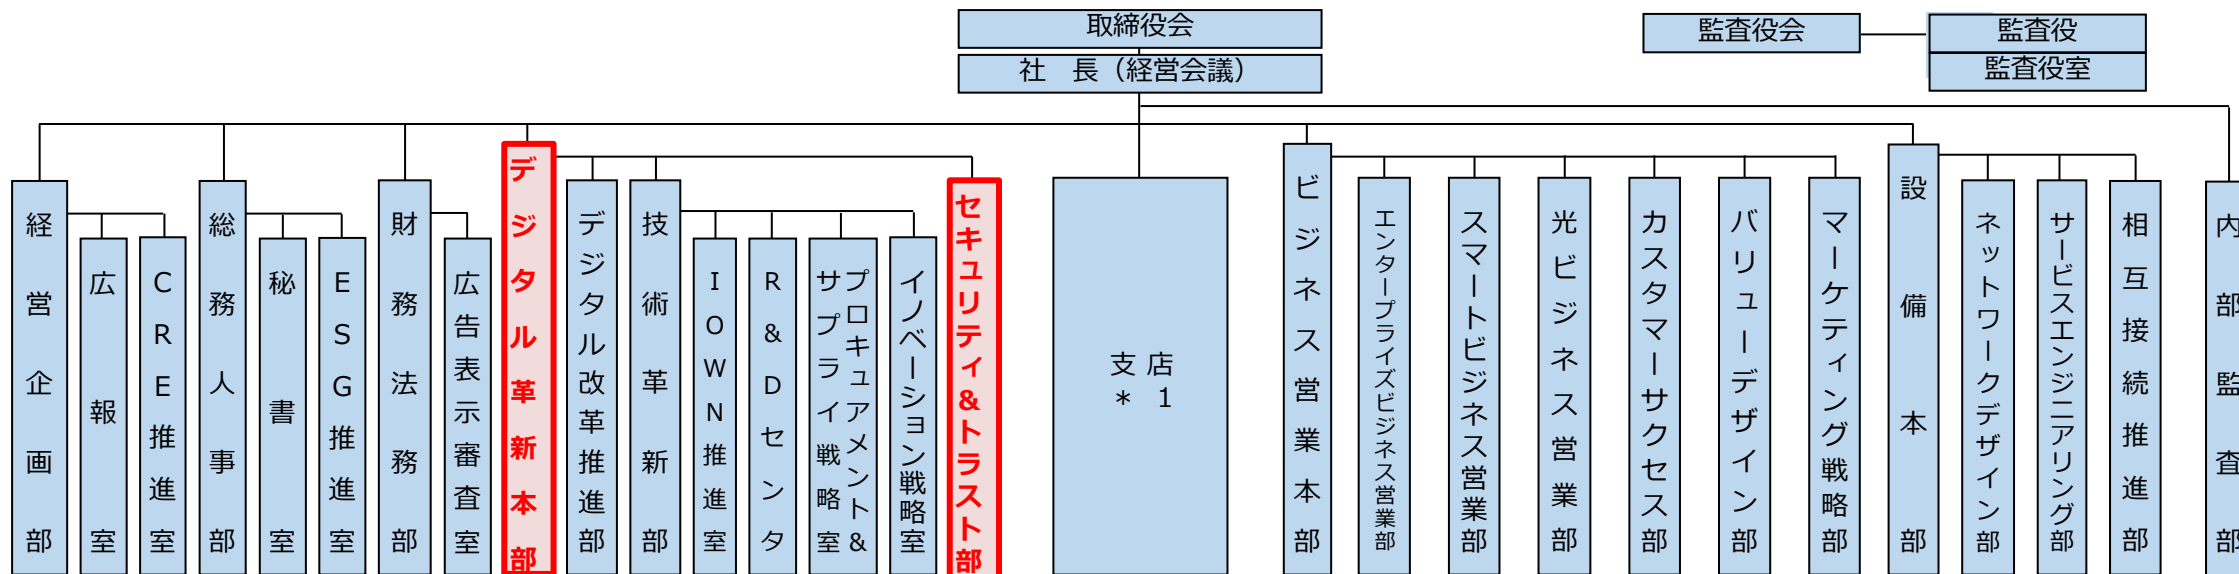 取締役会
社 長（経営会議）
監査役会
監査役
監査役室
経営企画部
広報室
CRE推進室
総務人事部
秘書室
ESG推進室
財務法務部
広告表示審査室
デジタル革新本部
デジタル改革推進部
技術革新部
IOWN推進室
R&Dセンタ
プロキュアメント&
サプライ戦略室
イノベーション戦略室
セキュリティ&トラスト部
支店
＊1
ビジネス営業本部
エンタープライズビジネス営業部
スマートビジネス営業部
光ビジネス営業部
カスタマーサクセス部
バリューデザイン部
マーケティング戦略部
設備本部
ネットワークデザイン部
サービスエンジニアリング部
相互接続推進部
内部監査部